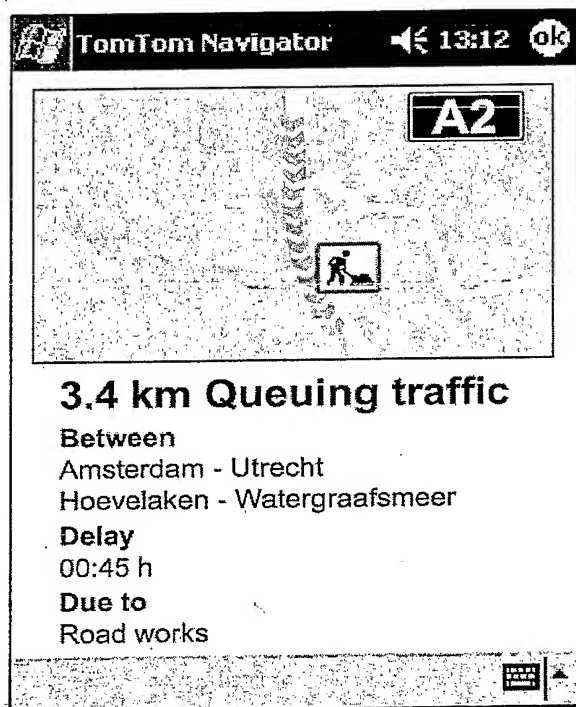 TomTom Navigator 13:12 ok
A2
3.4 km Queuing traffic
Between
Amsterdam - Utrecht
Hoevelaken - Watergraafsmeer
Delay
00:45 h
Due to
Road works